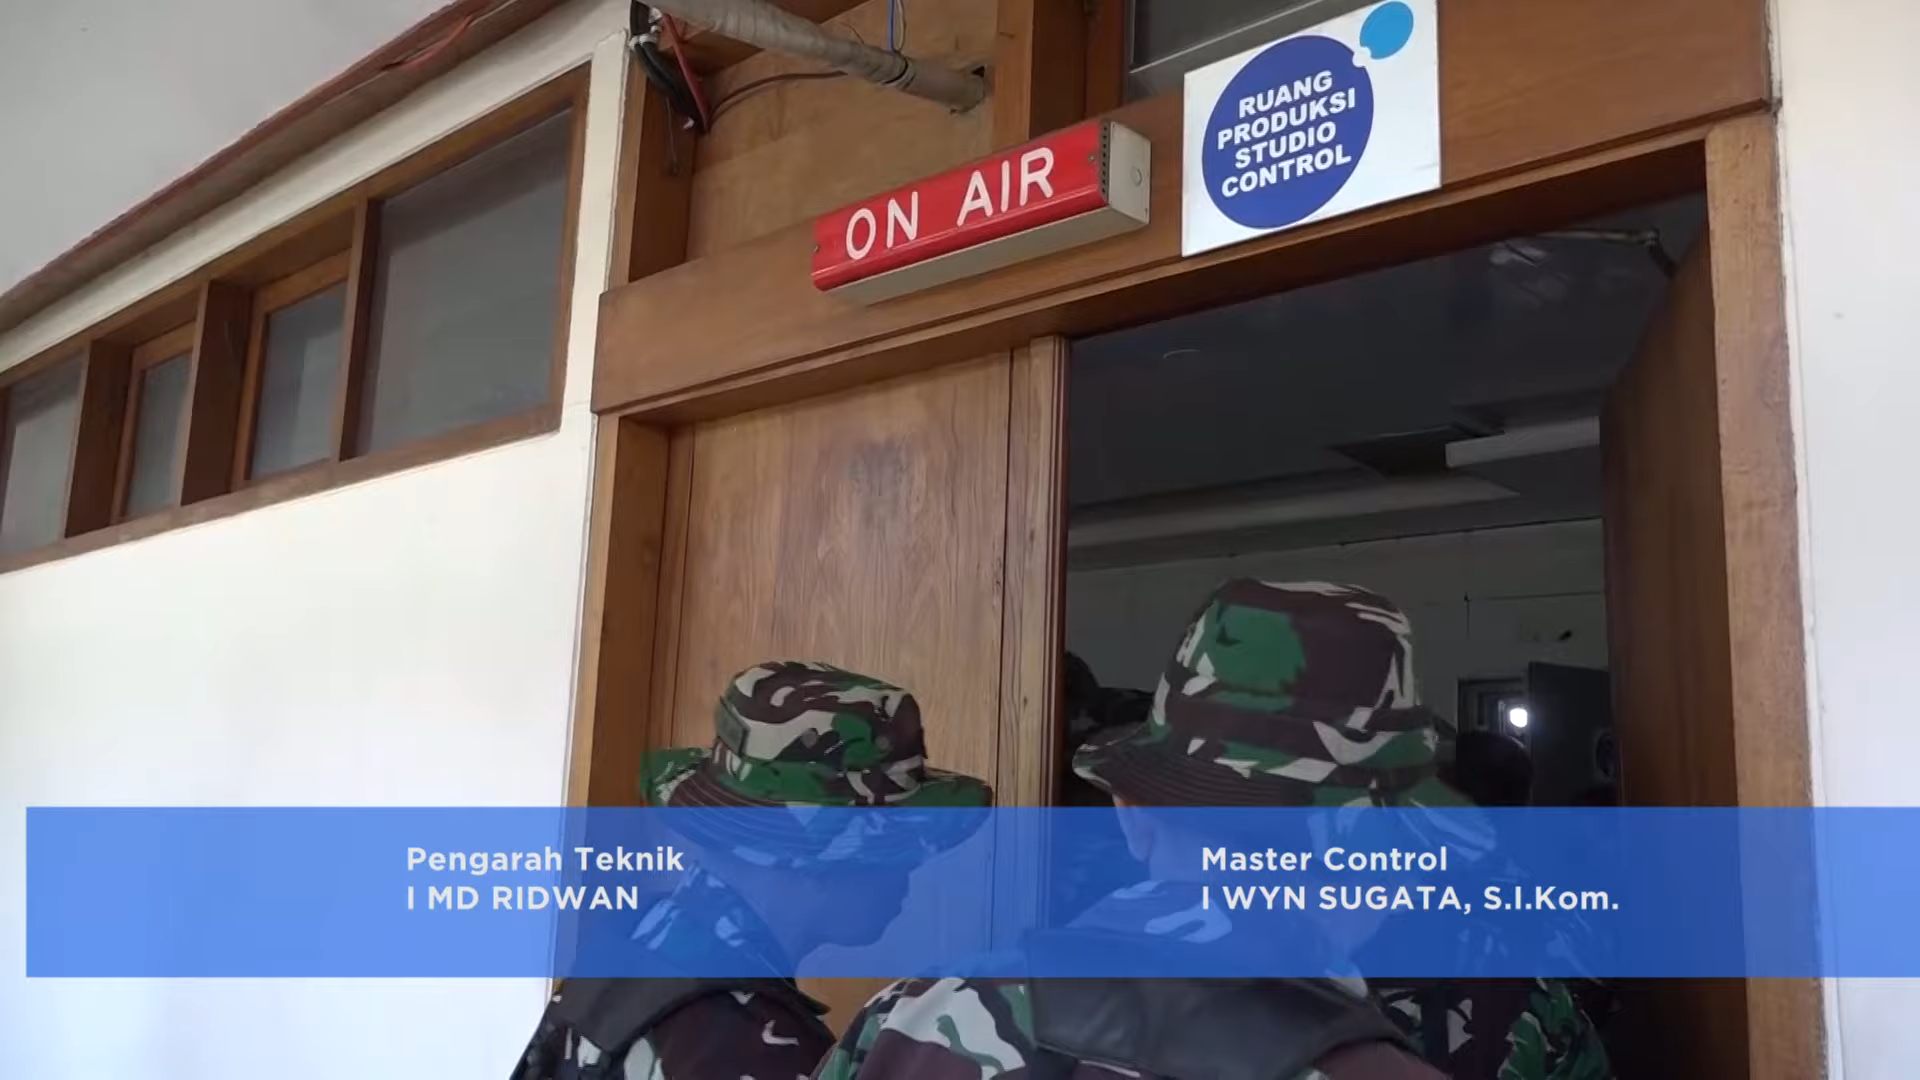 RUANG
PRODUKSI
STUDIO
CONTROL
ON AIR
Pengarah Teknik
I MD RIDWAN
Master Control
I WYN SUGATA, S.I.Kom.